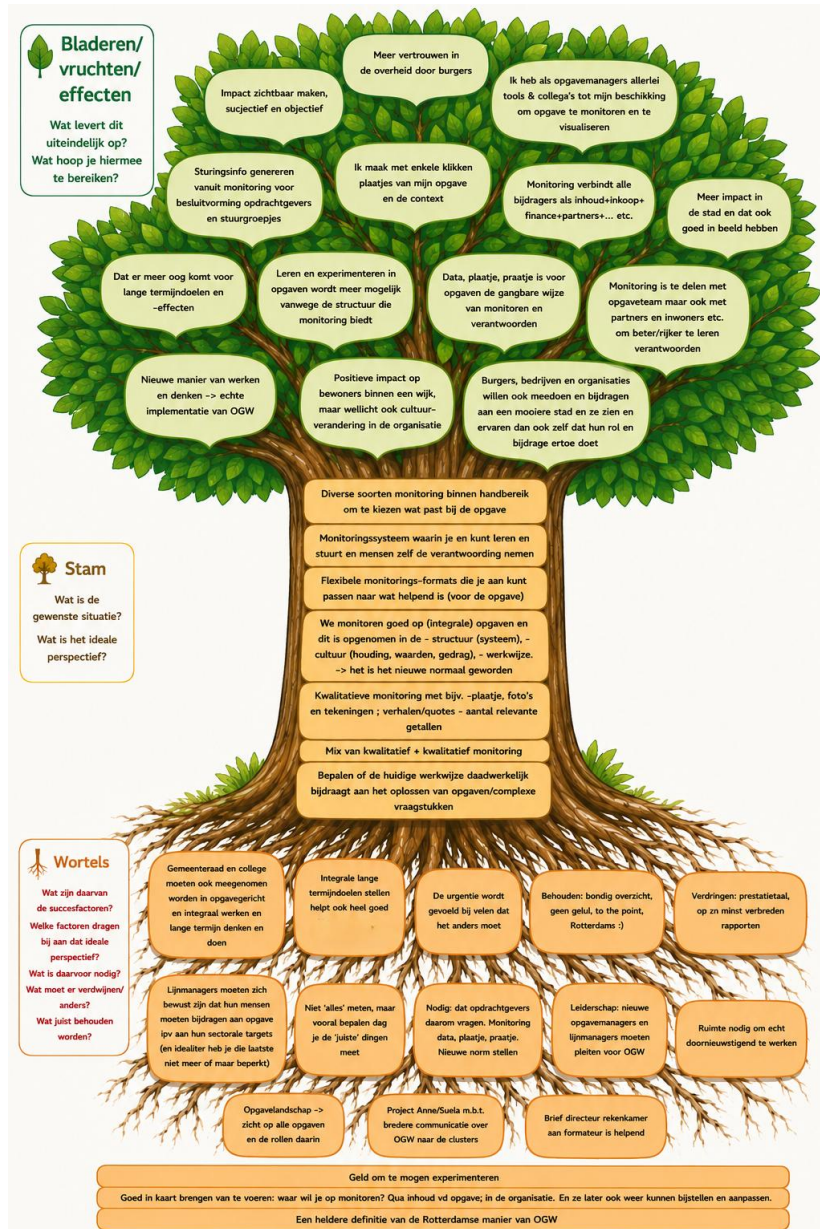 Bladeren/
vruchten/
effecten
Wat levert dit
uiteindelijk op?
Wat hoop je hiermee
te bereiken?
Meer vertrouwen in
de overheid door burgers
Impact zichtbaar maken,
sucjectief en objectief
Ik heb als opgavemanagers allerlei
tools & collega's tot mijn beschikking
om opgave te monitoren en te
visualiseren
Sturingsinfo genereren
vanuit monitoring voor
besluitvorming opdrachtgevers
en stuurgroepjes
Ik maak met enkele klikken
plaatjes van mijn opgave
en de context
Monitoring verbindt alle
bijdragers als inhoud+inkoop+
finance+partners+... etc.
Meer impact in
de stad en dat ook
goed in beeld hebben
Dat er meer oog komt voor
lange termijndoelen en
-effecten
Leren en experimenteren in
opgaven wordt meer mogelijk
vanwege de structuur die
monitoring biedt
Data, plaatje, praatje is voor
opgaven de gangbare wijze
van monitoren en
verantwoorden
Monitoring is te delen met
opgaveteam maar ook met
partners en inwoners etc.
om beter/rijker te leren
verantwoorden
Nieuwe manier van werken
en denken -> echte
implementatie van OGW
Positieve impact op
bewoners binnen een wijk,
maar wellicht ook cultuur-
verandering in de organisatie
Burgers, bedrijven en organisaties
willen ook meedoen en bijdragen
aan een mooiere stad en ze zien en
ervaren dan ook zelf dat hun rol en
bijdrage ertoe doet
Stam
Wat is de
gewenste situatie?
Wat is het ideale
perspectief?
Diverse soorten monitoring binnen handbereik
om te kiezen wat past bij de opgave
Monitoringssysteem waarin je en kunt leren en
stuurt en mensen zelf de verantwoording nemen
Flexibele monitorings-formats die je aan kunt
passen naar wat helpend is (voor de opgave)
We monitoren goed op (integrale) opgaven en
dit is opgenomen in de - structuur (systeem), -
cultuur (houding, waarden, gedrag), - werkwijze.
-> het is het nieuwe normaal geworden
Kwalitatieve monitoring met bijv. -plaatje, foto's
en tekeningen ; verhalen/quotes - aantal relevante
getallen
Mix van kwalitatief + kwalitatief monitoring
Bepalen of de huidige werkwijze daadwerkelijk
bijdraagt aan het oplossen van opgaven/complexe
vraagstukken
Wortels
Wat zijn daarvan
de succesfactoren?
Welke factoren dragen
bij aan dat ideale
perspectief?
Wat is daarvoor nodig?
Wat moet er verdwijnen/
anders?
Wat juist behouden
worden?
Gemeenteraad en college
moeten ook meegenomen
worden in opgavegericht
en integraal werken en
lange termijn denken en
doen
Integrale lange
termijndoelen stellen
helpt ook heel goed
De urgentie wordt
gevoeld bij velen dat
het anders moet
Behouden: bondig overzicht,
geen gelul, to the point,
Rotterdams :)
Verdringen: prestatietaal,
op zn minst verbreden
rapporten
Lijnmanagers moeten zich
bewust zijn dat hun mensen
moeten bijdragen aan opgave
ipv aan hun sectorale targets
(en idealiter heb je die laatste
niet meer of maar beperkt)
Niet 'alles' meten, maar
vooral bepalen dag
je de 'juiste' dingen
meet
Nodig: dat opdrachtgevers
daarom vragen. Monitoring
data, plaatje, praatje.
Nieuwe norm stellen
Leiderschap: nieuwe
opgavemanagers en
lijnmanagers moeten
pleiten voor OGW
Ruimte nodig om echt
doornieuwstigend te werken
Opgavelandschap ->
zicht op alle opgaven
en de rollen daarin
Project Anne/Suela m.b.t.
bredere communicatie over
OGW naar de clusters
Brief directeur rekenkamer
aan formateur is helpend
Geld om te mogen experimenteren
Goed in kaart brengen van te voeren: waar wil je op monitoren? Qua inhoud vd opgave; in de organisatie. En ze later ook weer kunnen bijstellen en aanpassen.
Een heldere definitie van de Rotterdamse manier van OGW